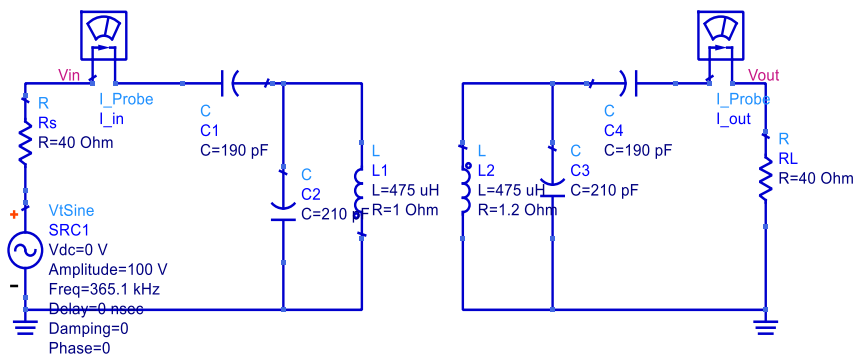 Vin
I_Probe
I_in
R
Rs
R=40 Ohm
+
VtSine
SRC1
Vdc=0 V
Amplitude=100 V
Freq=365.1 kHz
Delay=0 nsec
Damping=0
Phase=0
C
C1
C=190 pF
C
C2
C=210 pF
L
L1
L=475 uH
R=1 Ohm
L
L2
L=475 uH
R=1.2 Ohm
C
C3
C=210 pF
C
C4
C=190 pF
I_Probe
I_out
Vout
R
RL
R=40 Ohm